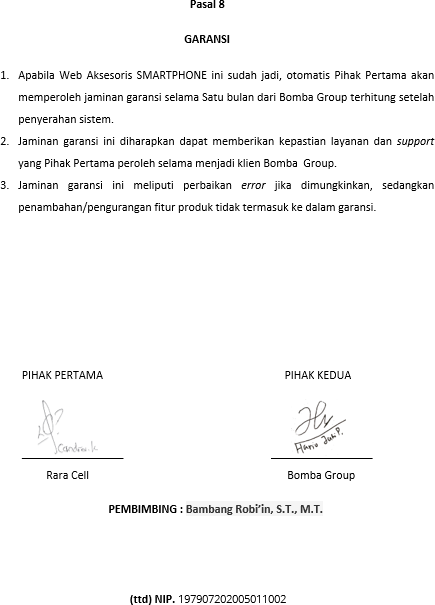 Pasal 8
GARANSI
1. Apabila Web Aksesoris SMARTPHONE ini sudah jadi, otomatis Pihak Pertama akan
memperoleh jaminan garansi selama Satu bulan dari Bomba Group terhitung setelah
penyerahan sistem.
2. Jaminan garansi ini diharapkan dapat memberikan kepastian layanan dan support
yang Pihak Pertama peroleh selama menjadi klien Bomba Group.
3. Jaminan garansi ini meliputi perbaikan error jika dimungkinkan, sedangkan
penambahan/pengurangan fitur produk tidak termasuk ke dalam garansi.
PIHAK PERTAMA PIHAK KEDUA
Rara Cell Bomba Group
PEMBIMBING : Bambang Robi’in, S.T., M.T.
(ttd) NIP. 197907202005011002